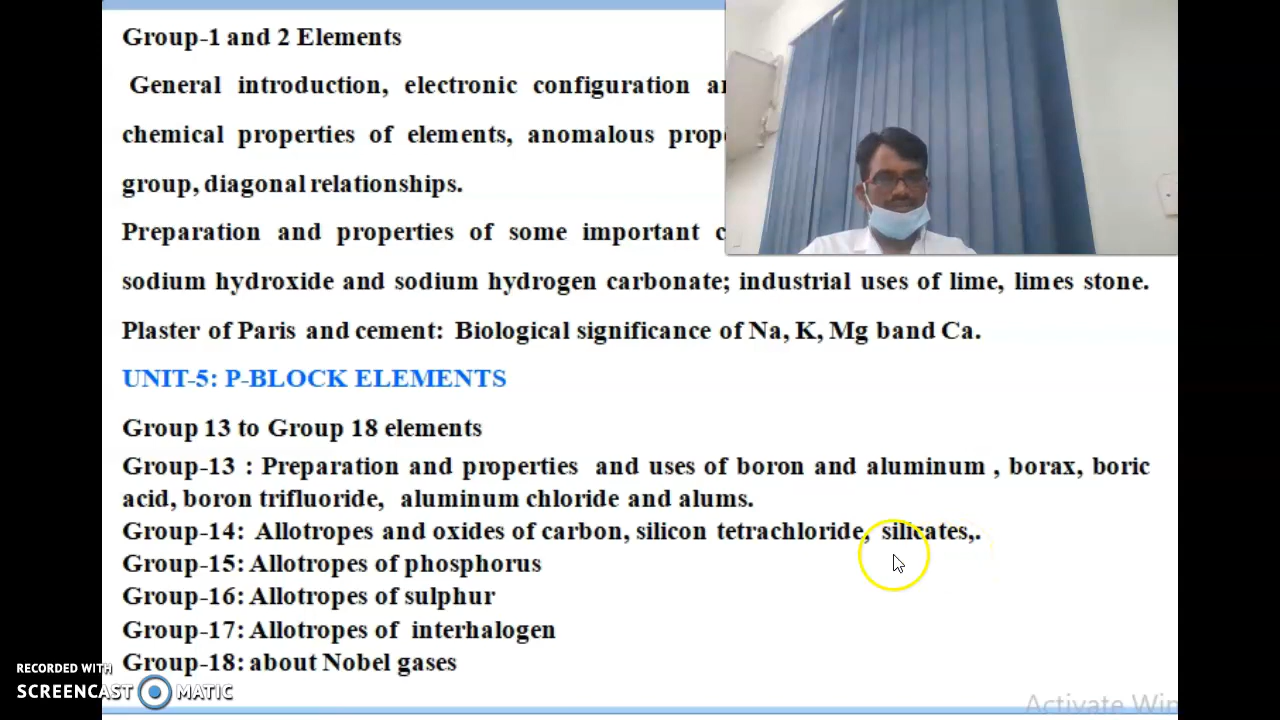 Group-1 and 2 Elements
General introduction, electronic configuration
chemical properties of elements, anomalous
group, diagonal relationships.
Preparation and properties of some important
sodium hydroxide and sodium hydrogen carbonate; industrial uses of lime, limes stone.
Plaster of Paris and cement: Biological significance of Na, K, Mg band Ca.
UNIT-5: P-BLOCK ELEMENTS
Group 13 to Group 18 elements
Group-13 : Preparation and properties and uses of boron and aluminum , borax, boric
acid, boron trifluoride, aluminum chloride and alums.
Group-14: Allotropes and oxides of carbon, silicon tetrachloride, silicates,.
Group-15: Allotropes of phosphorus
Group-16: Allotropes of sulphur
Group-17: Allotropes of interhalogen
Group-18: about Nobel gases
RECORDED WITH
SCREENCAST MATIC
Activate Win